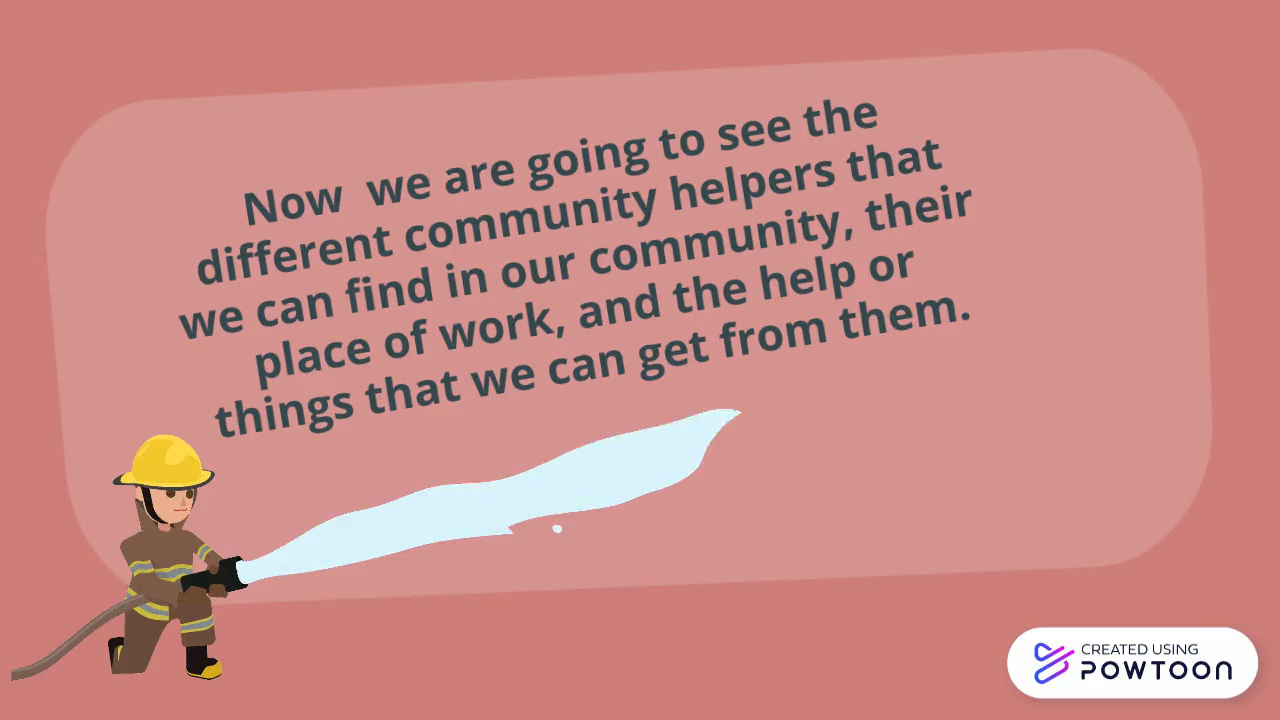 Now  we are going to see the
different community helpers that
we can find in our community, their
place of work, and the help or
things that we can get from them.
CREATED USING
POWTOON